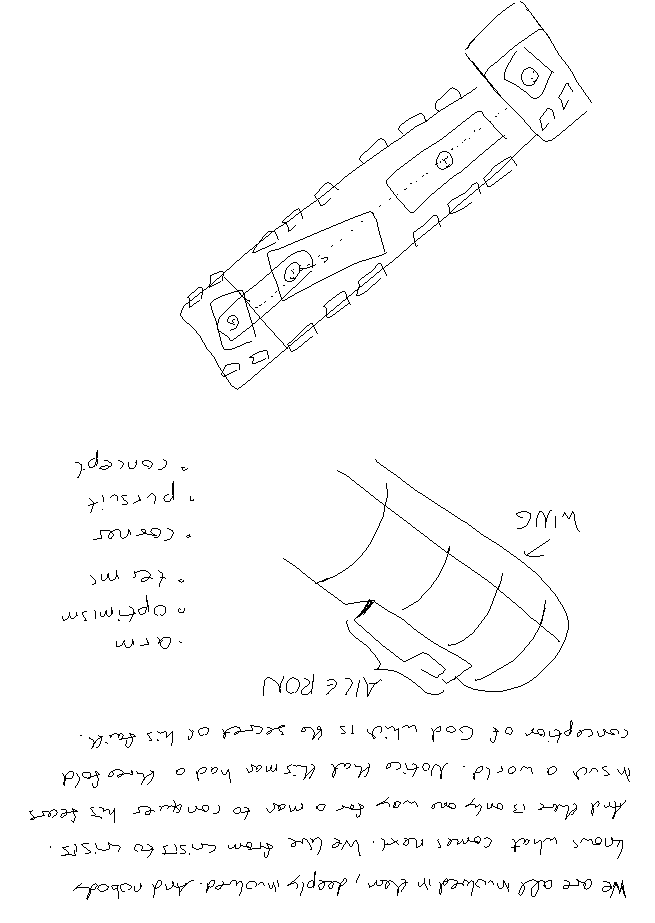 We are all involved in them, deeply involved. And nobody
knows what comes next. We live from crisis to crisis.
And there is only one way for a man to conquer his fears
in such a world. Notice that this man had a threefold
conception of God which is the secret of his faith.
AILERON
• arm
• optimism
• terms
• corner
• pursuit
• concept
WING